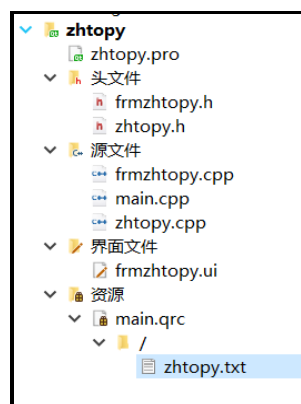 zhtopy
zhtopy.pro
头文件
frmzhtopy.h
zhtopy.h
源文件
frmzhtopy.cpp
main.cpp
zhtopy.cpp
界面文件
frmzhtopy.ui
资源
main.qrc
/
zhtopy.txt